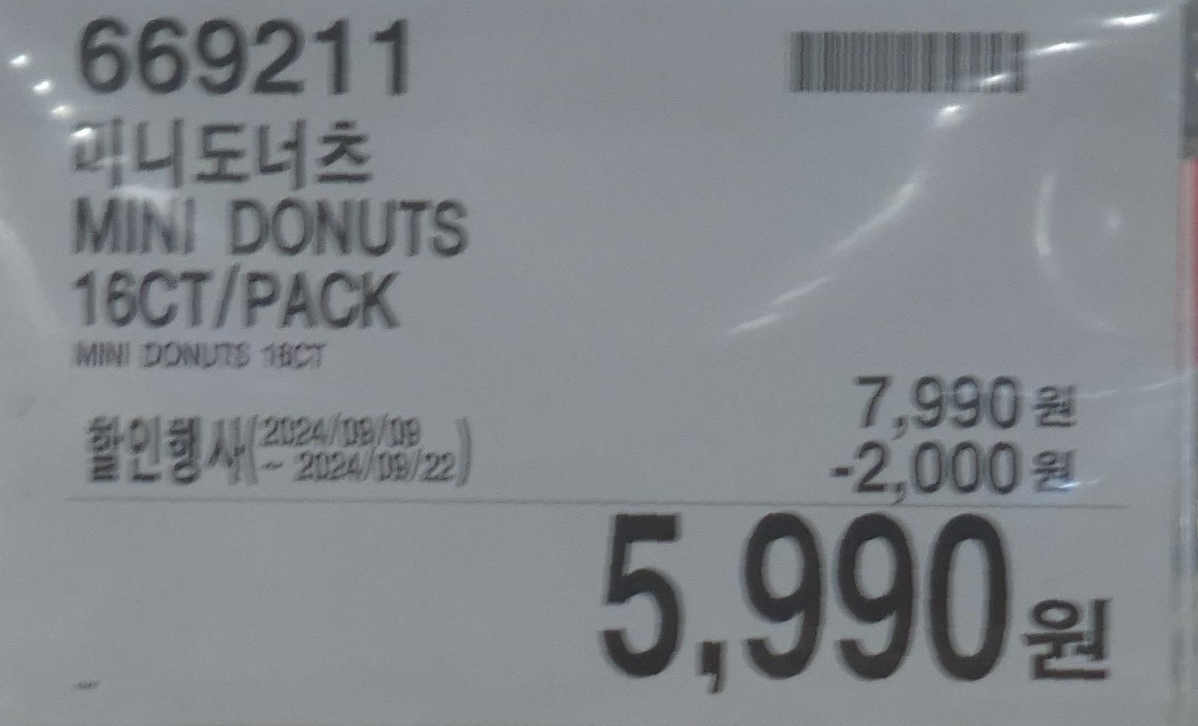 669211
미니도너츠
MINI DONUTS
16CT/PACK
MINI DONUTS 16CT
7,990 원
할인행사(2024/09/09
~ 2024/09/22)
-2,000 원
5,990 원